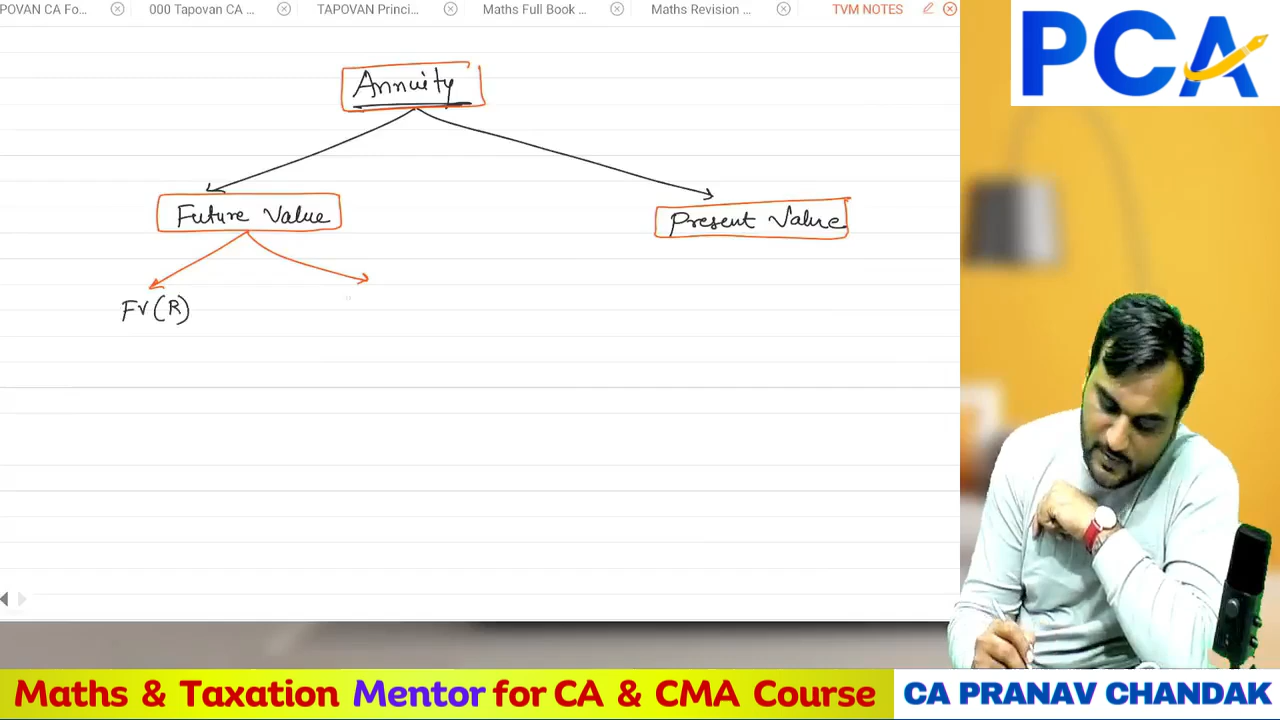 POVAN CA Fo...
000 Tapovan CA ...
TAPOVAN Princi...
Maths Full Book ...
Maths Revision ...
TVM NOTES
PCA
Annuity
Future Value
Present Value
FV(R)
Maths & Taxation Mentor for CA & CMA Course
CA PRANAV CHANDAK